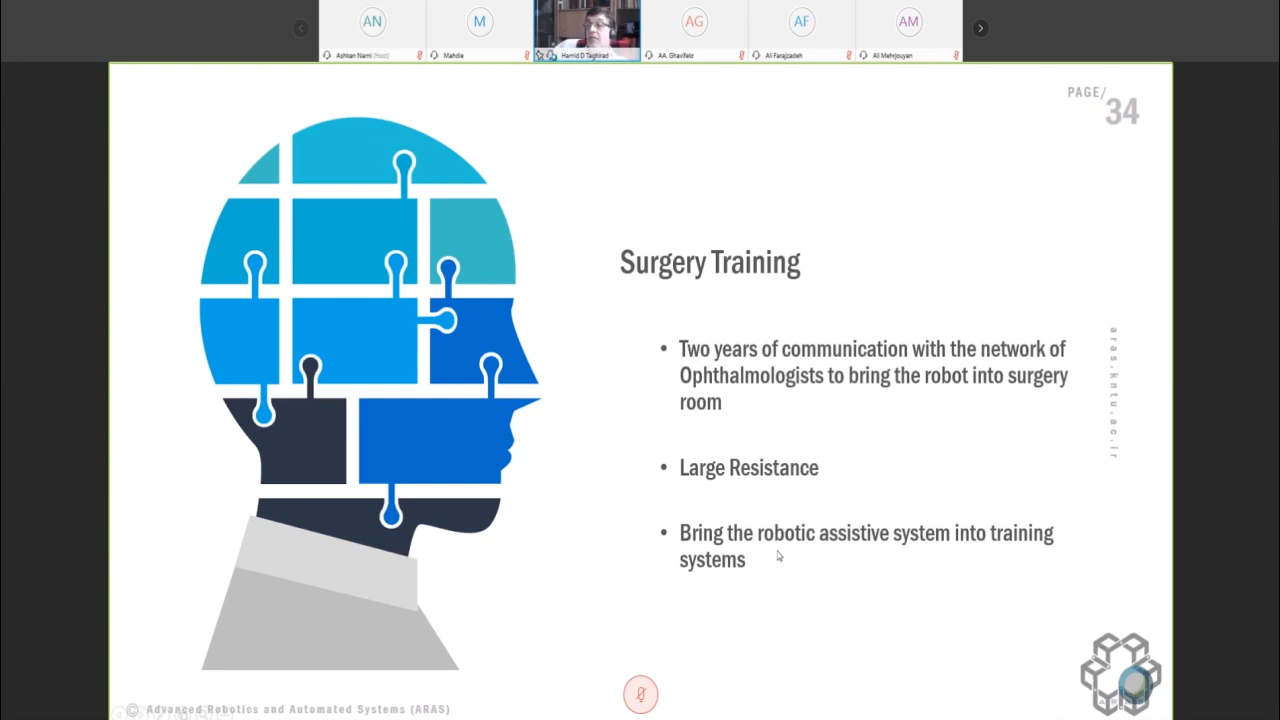 AN
M
AG
AF
AM
Ashkan Nami (Host)
Mahdie
Hamid D Taghirad
AA. Ghavifekr
Ali Farajzadeh
Ali Mehrjouyan
PAGE/
34
Surgery Training
• Two years of communication with the network of
Ophthalmologists to bring the robot into surgery
room
• Large Resistance
• Bring the robotic assistive system into training
systems
aras.kntu.ac.ir
© Advanced Robotics and Automated Systems (ARAS)